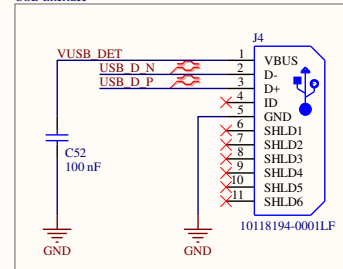 J4
VUSB_DET 1 VBUS
USB_D_N 2 D-
USB_D_P 3 D+
4 ID
5 GND
6 SHLD1
7 SHLD2
8 SHLD3
9 SHLD4
10 SHLD5
11 SHLD6
C52
100 nF
10118194-0001LF
GND GND